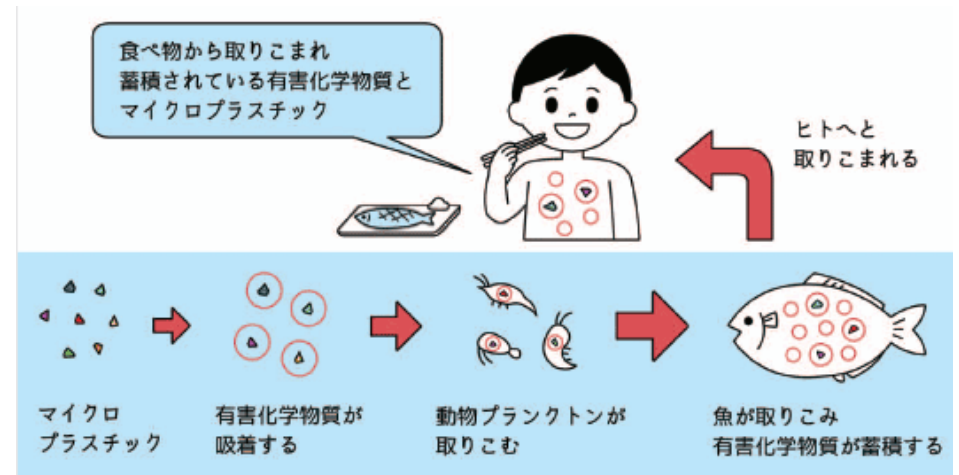 食べ物から取りこまれ
蓄積されている有害化学物質と
マイクロプラスチック
ヒトへと
取りこまれる
マイクロ
プラスチック
有害化学物質が
吸着する
動物プランクトンが
取りこむ
魚が取りこみ
有害化学物質が蓄積する